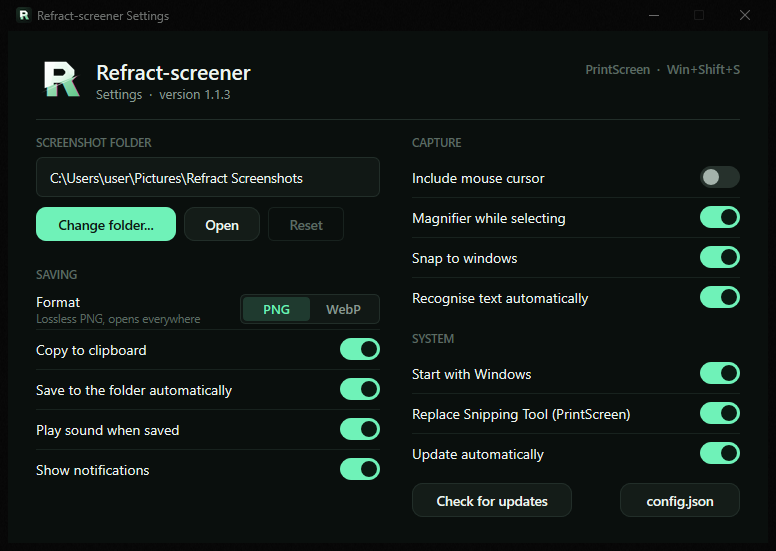 Refract-screener Settings
Refract-screener
Settings · version 1.1.3
PrintScreen · Win+Shift+S
SCREENSHOT FOLDER
C:\Users\user\Pictures\Refract Screenshots
Change folder...
Open
Reset
SAVING
Format
Lossless PNG, opens everywhere
PNG
WebP
Copy to clipboard
Save to the folder automatically
Play sound when saved
Show notifications
CAPTURE
Include mouse cursor
Magnifier while selecting
Snap to windows
Recognise text automatically
SYSTEM
Start with Windows
Replace Snipping Tool (PrintScreen)
Update automatically
Check for updates
config.json